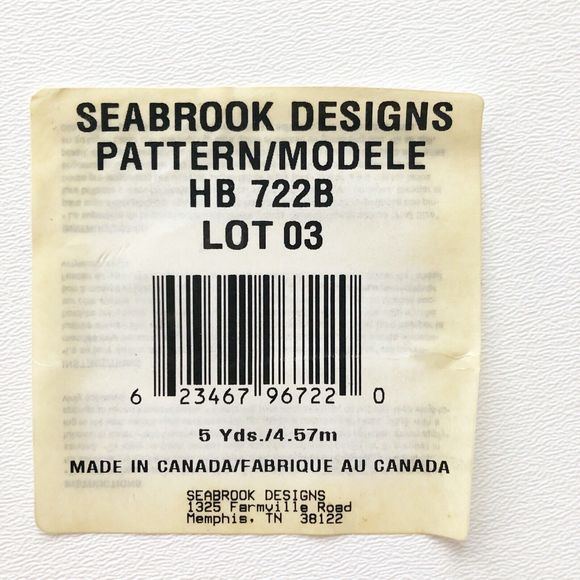 SEABROOK DESIGNS
PATTERN/MODELE
HB 722B
LOT 03
6 23467 96722 0
5 Yds./4.57m
MADE IN CANADA/FABRIQUE AU CANADA
SEABROOK DESIGNS
1325 Farmville Road
Memphis, TN 38122